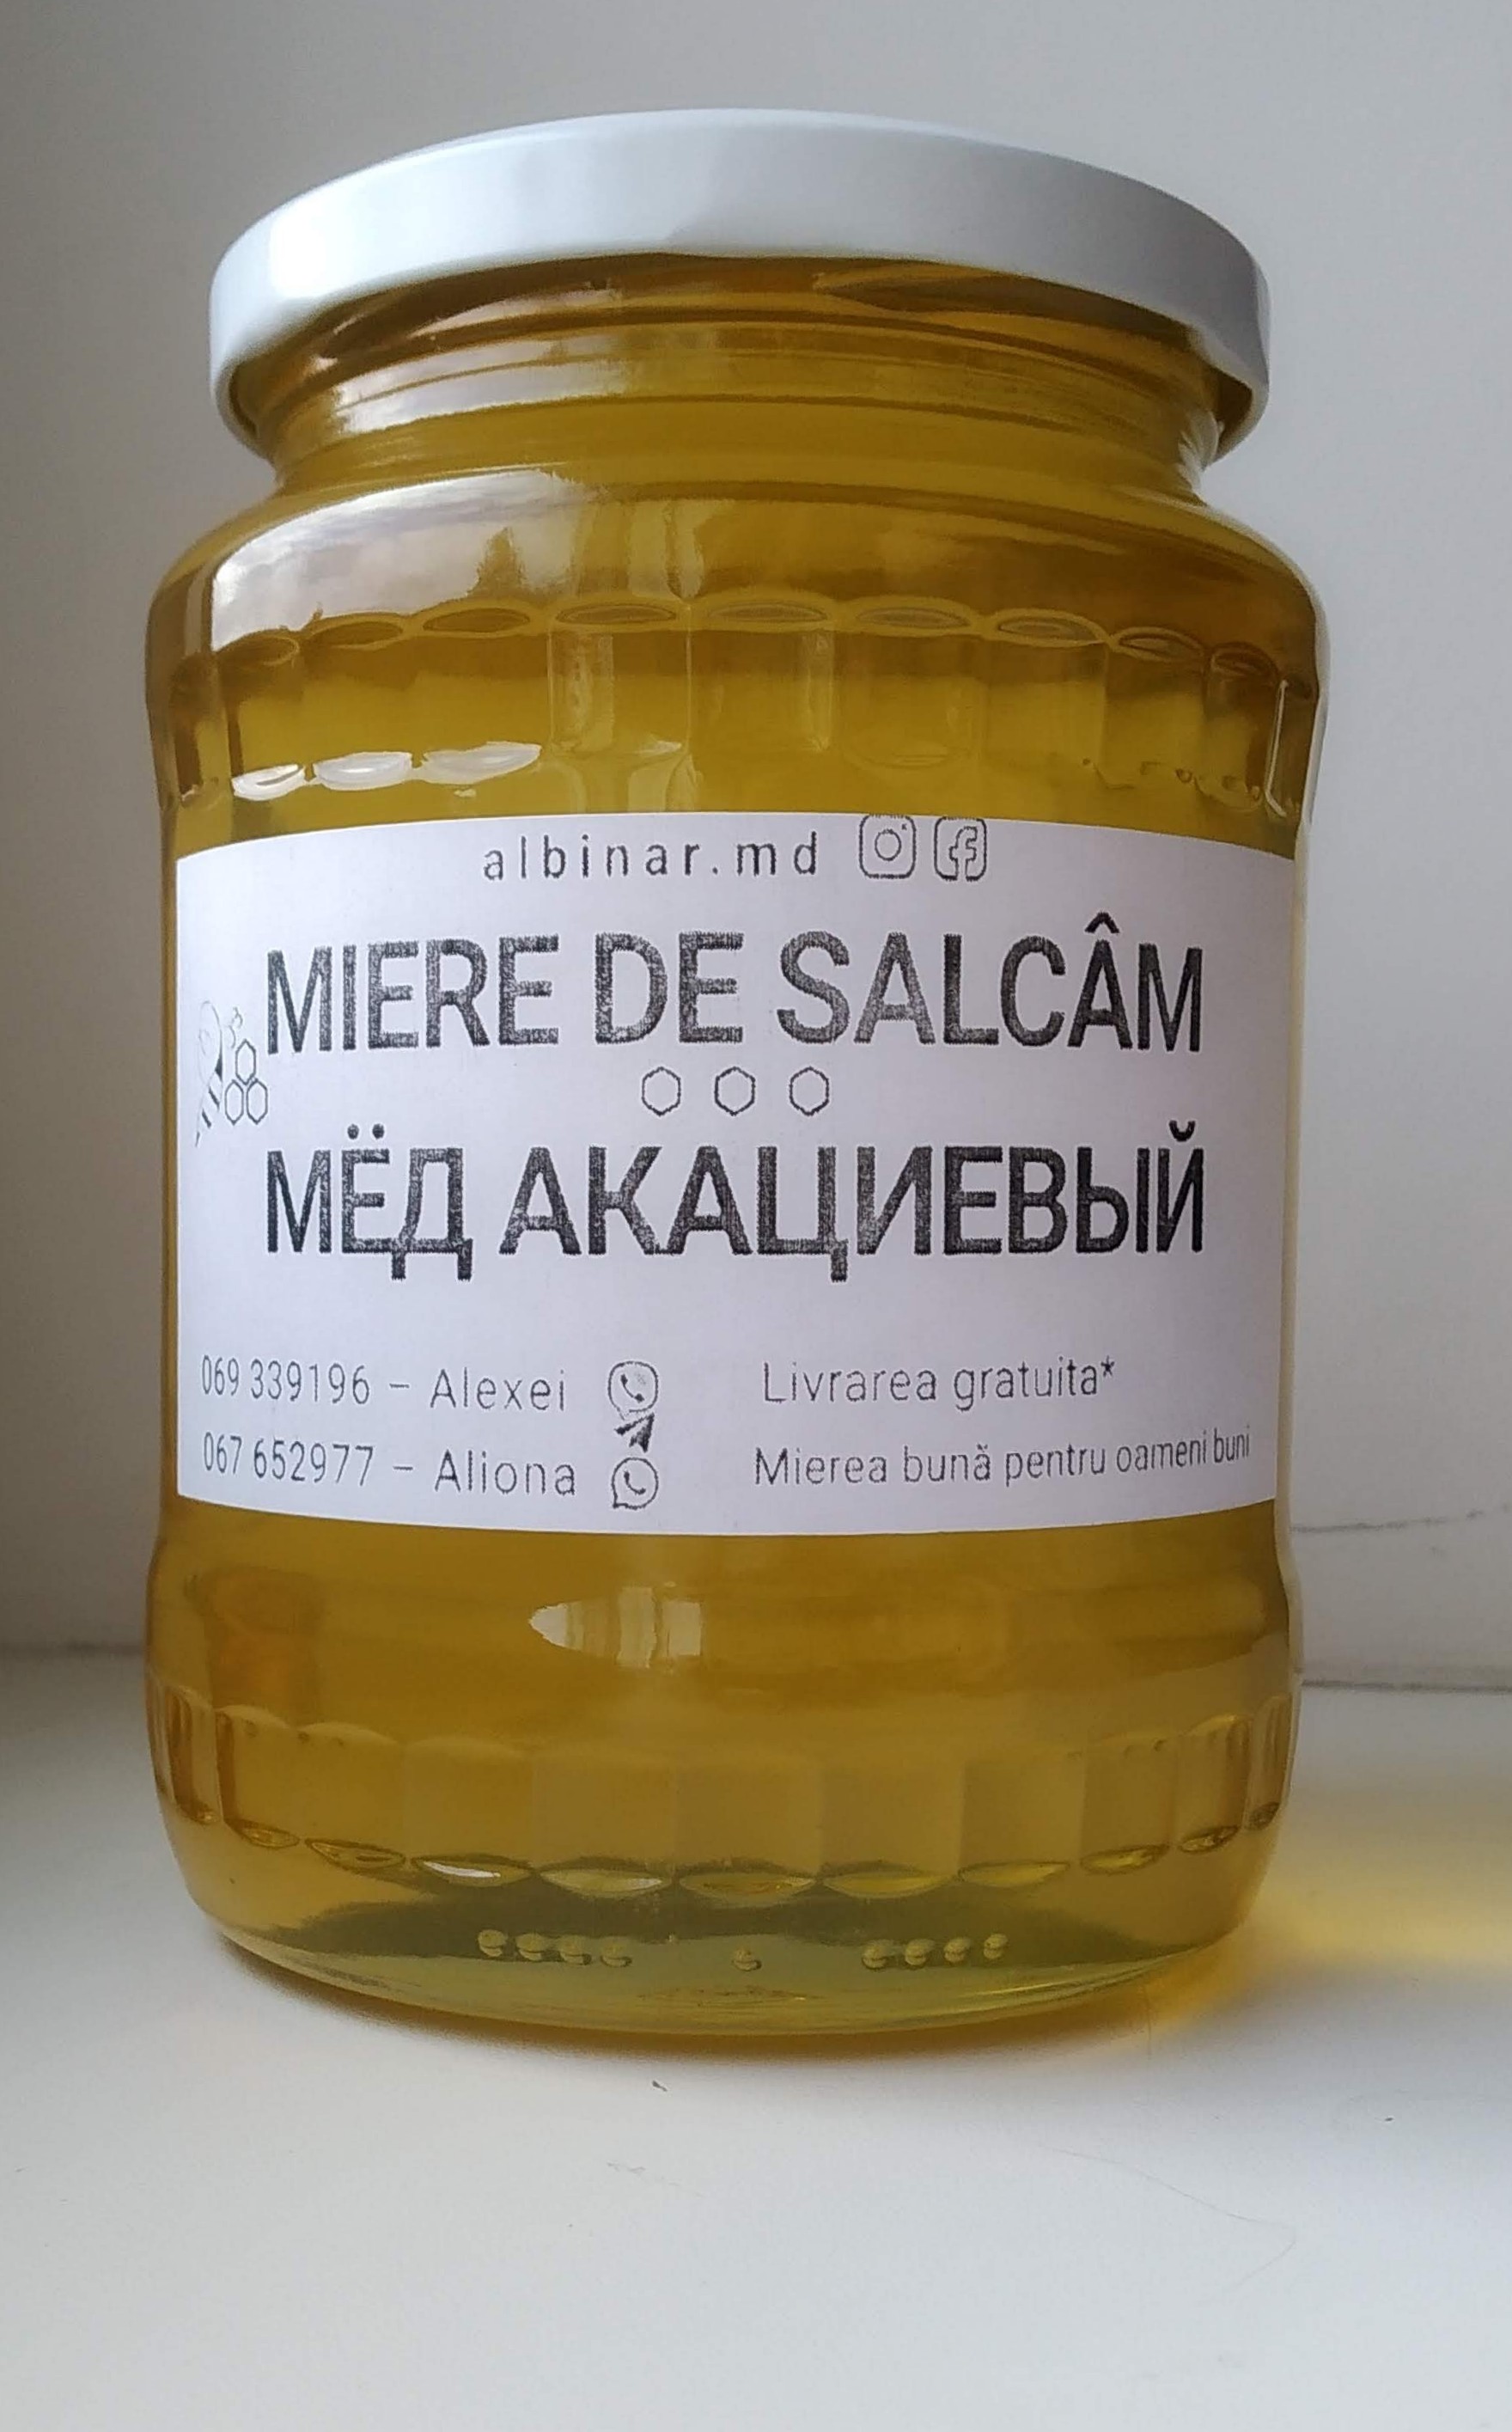 albinar.md
MIERE DE SALCÂM
МЁД АКАЦИЕВЫЙ
069 339196 – Alexei
067 652977 – Aliona
Livrarea gratuita*
Mierea bună pentru oameni buni